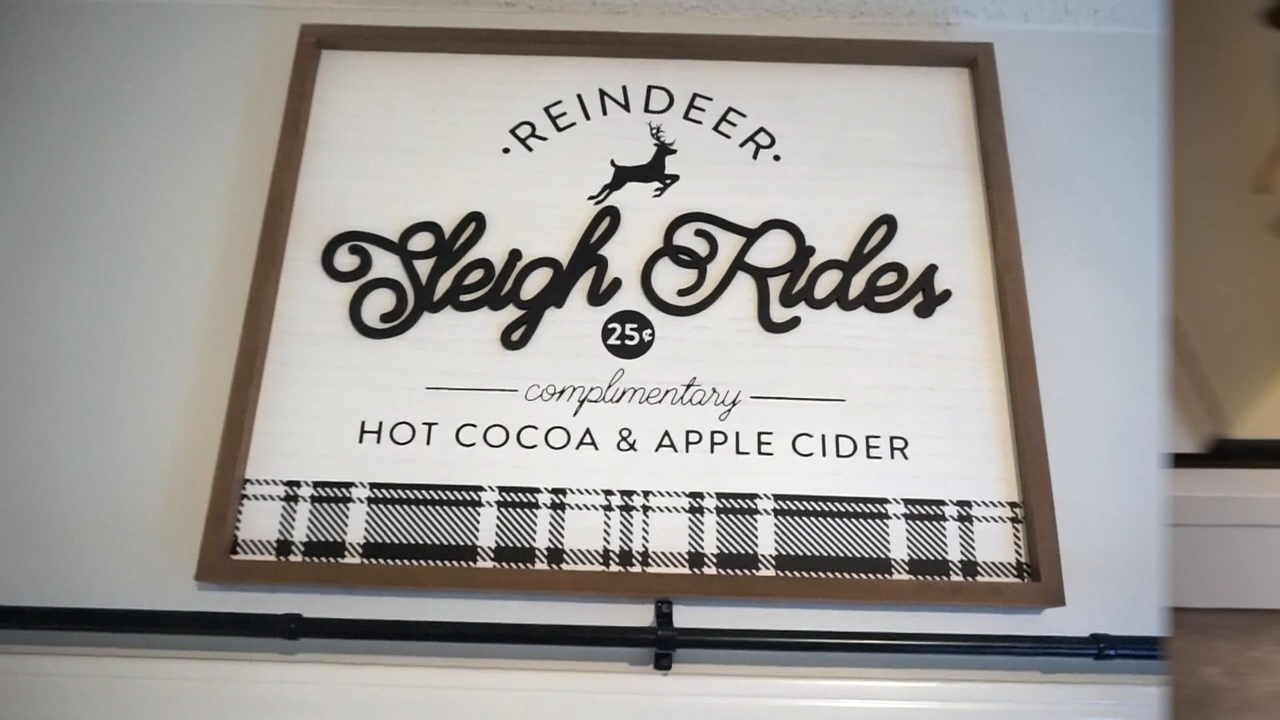 ·REINDEER·
Sleigh Rides
25¢
complimentary
HOT COCOA & APPLE CIDER